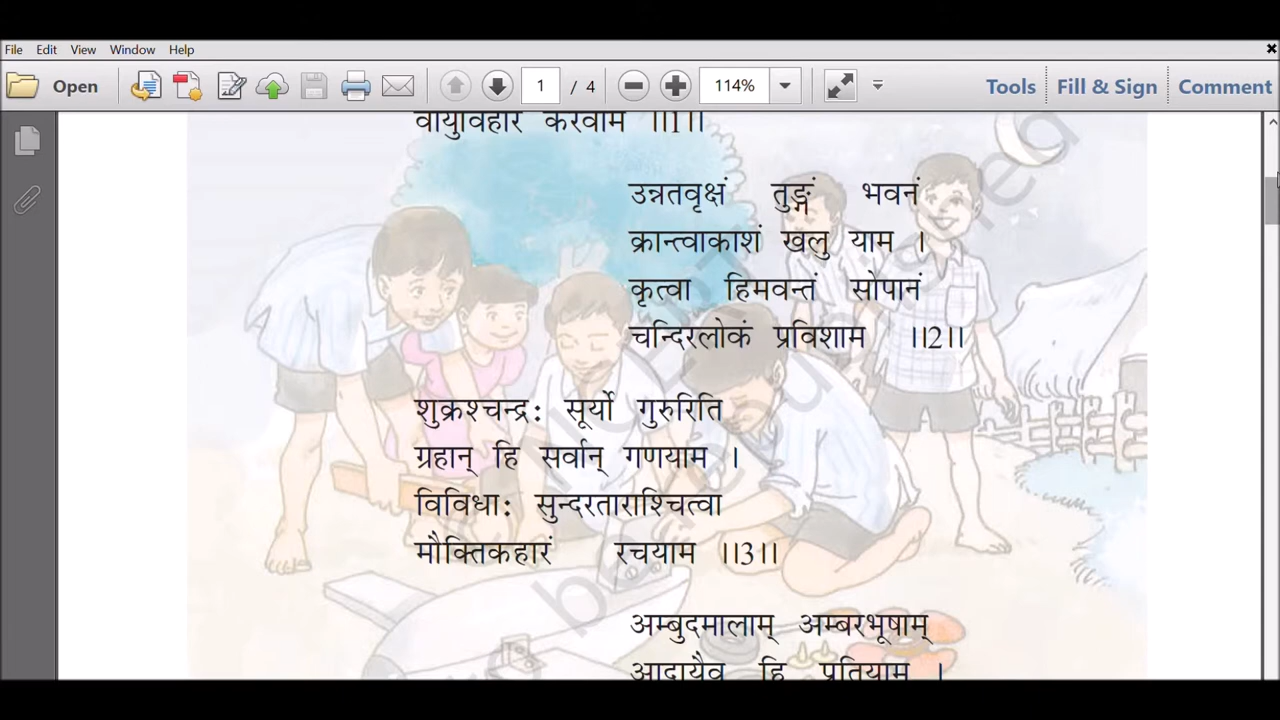 File Edit View Window Help
Open 1 / 4 114% Tools Fill & Sign Comment
वायुविहारं करवाम ।।1।।
उन्नतवृक्षं तुङ्गं भवनं
क्रान्त्वाकाशं खलु याम ।
कृत्वा हिमवन्तं सोपानं
चन्दिरलोकं प्रविशाम ।।2।।
शुक्रश्चन्द्रः सूर्यो गुरुरिति
ग्रहान् हि सर्वान् गणयाम ।
विविधाः सुन्दरताराश्चित्वा
मौक्तिकहारं रचयाम ।।3।।
अम्बुदमालाम् अम्बरभूषाम्
आदायैव हि प्रतियाम ।